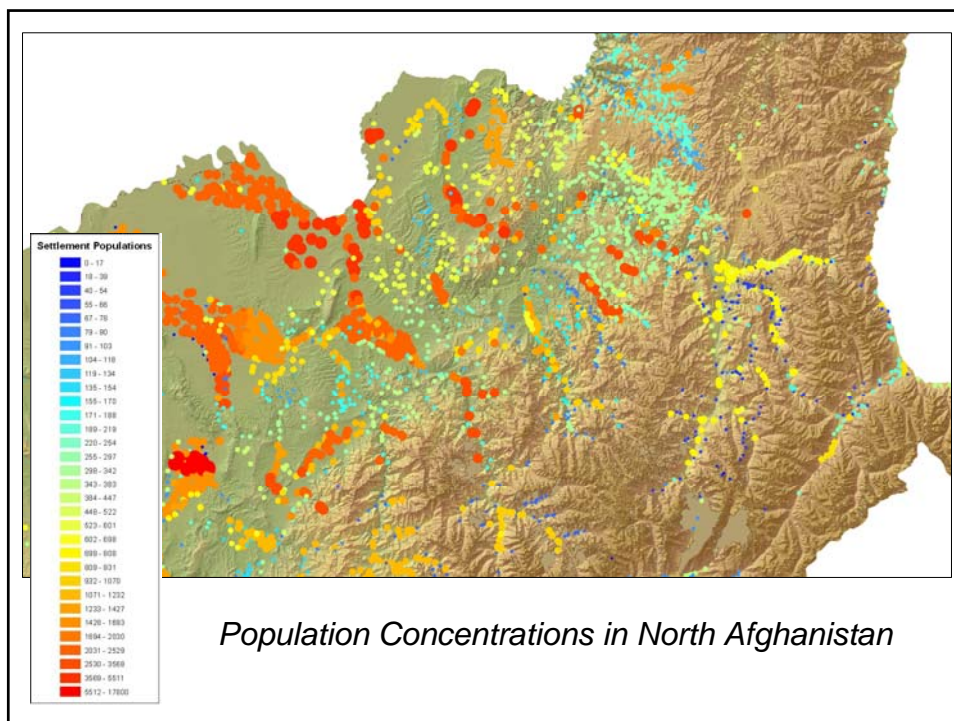 Settlement Populations
0 - 17
18 - 39
40 - 54
55 - 66
67 - 78
79 - 90
91 - 103
104 - 118
119 - 134
135 - 154
155 - 170
171 - 188
189 - 219
220 - 254
255 - 297
298 - 342
343 - 383
384 - 447
448 - 522
523 - 601
602 - 698
699 - 808
809 - 931
932 - 1070
1071 - 1232
1233 - 1427
1428 - 1693
1694 - 2030
2031 - 2529
2530 - 3568
3569 - 5511
5512 - 17800
Population Concentrations in North Afghanistan